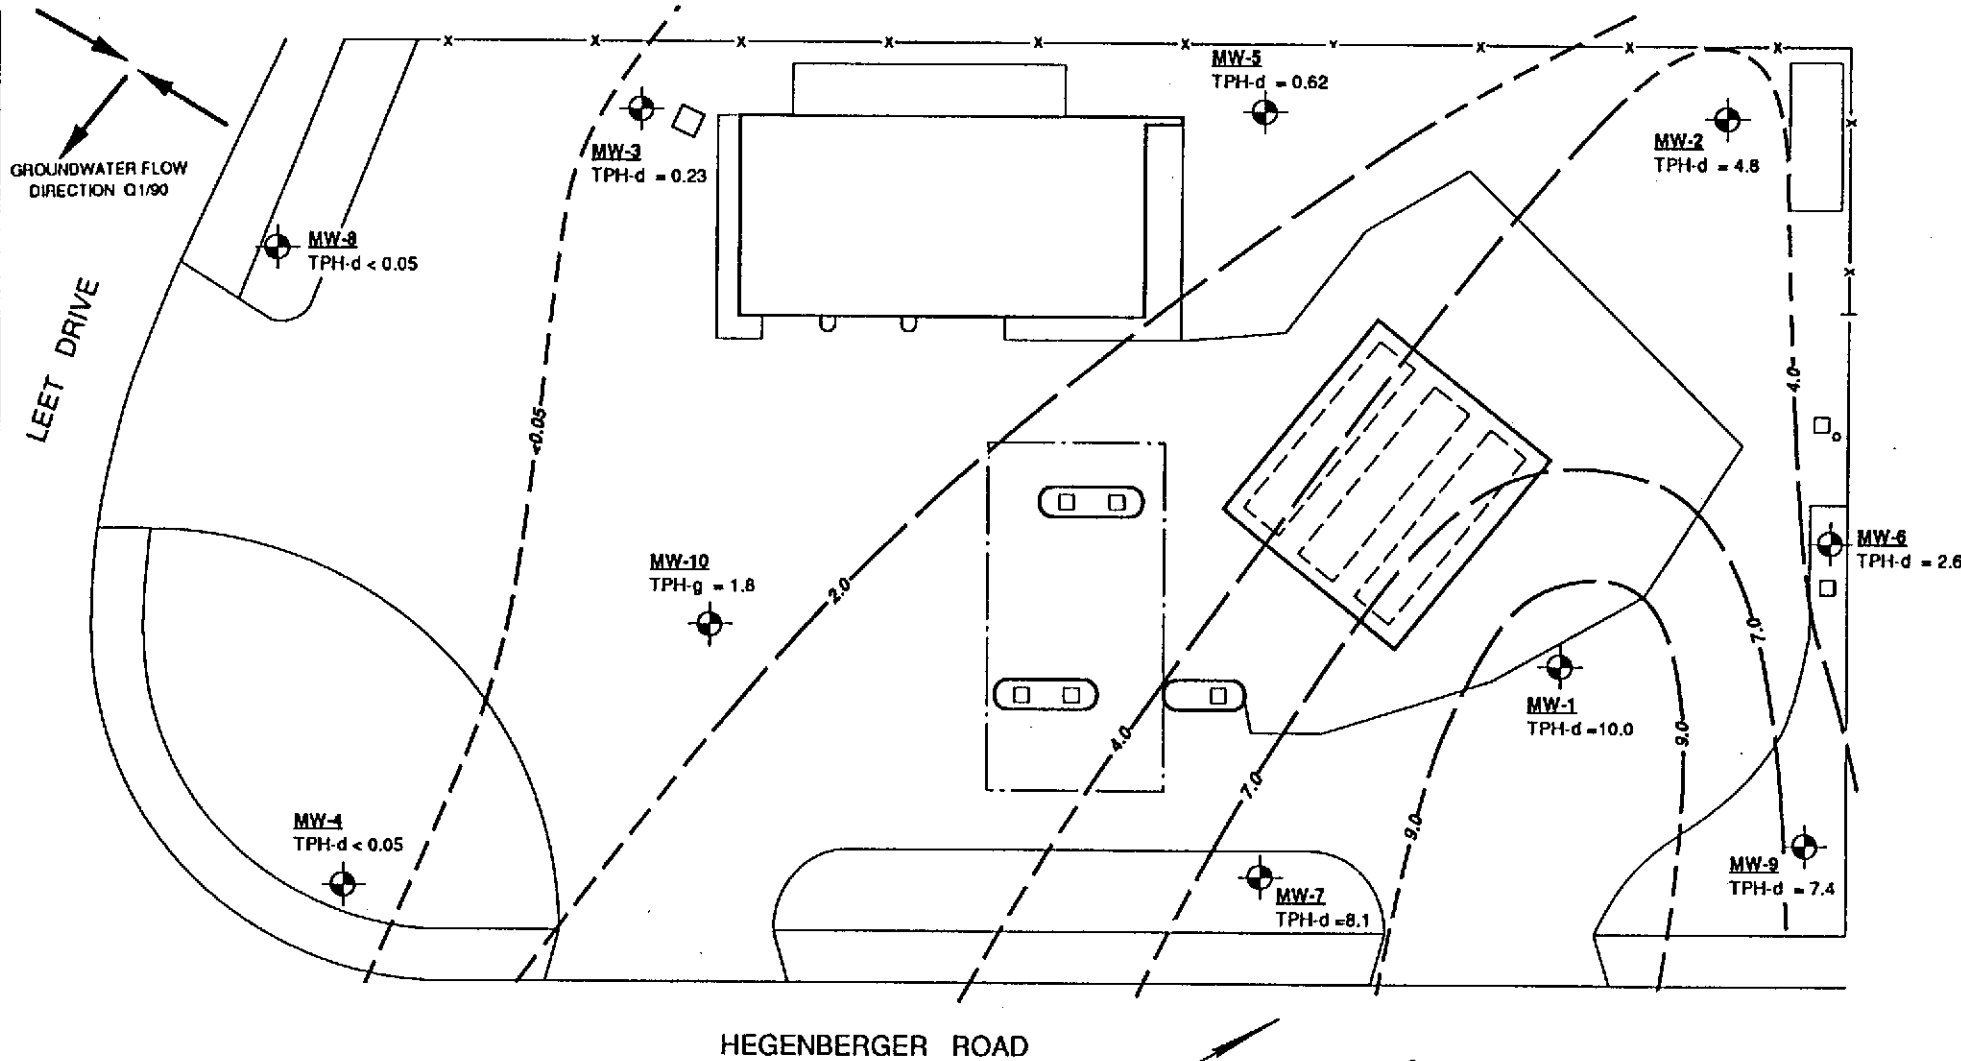 MW-5
TPH-d = 0.62
GROUNDWATER FLOW
DIRECTION Q1/90
MW-3
TPH-d = 0.23
MW-2
TPH-d = 4.8
MW-8
TPH-d < 0.05
LEET DRIVE
<0.05
4.0
MW-6
TPH-d = 2.6
MW-10
TPH-g = 1.8
2.0
7.0
MW-1
TPH-d =10.0
4.0
9.0
7.0
9.0
MW-4
TPH-d < 0.05
MW-9
TPH-d = 7.4
MW-7
TPH-d =8.1
HEGENBERGER ROAD